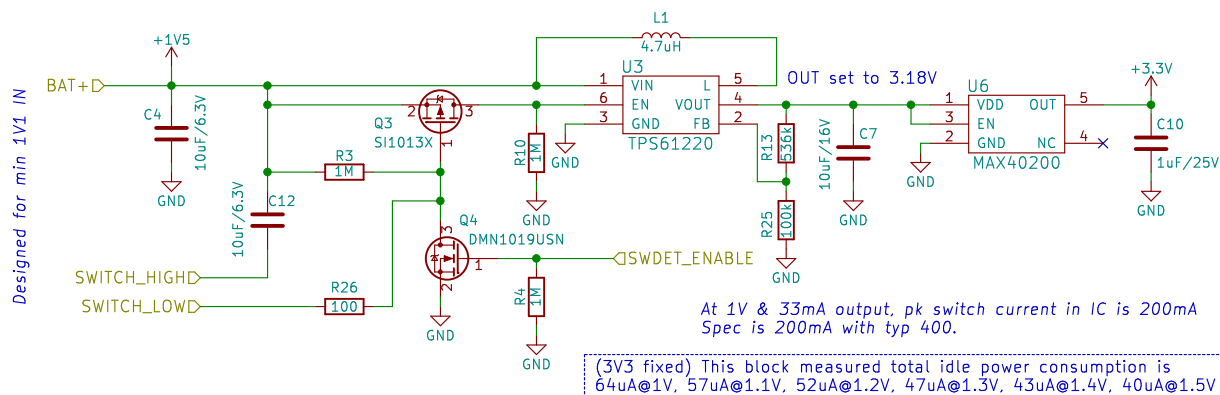 Designed for min 1V1 IN
+1V5
BAT+
C4
10uF/6.3V
GND
C12
10uF/6.3V
SWITCH_HIGH
SWITCH_LOW
R3
1M
R26
100
2
3
1
Q3
SI1013X
Q4
DMN1019USN
3
1
2
GND
R10
1M
GND
SWDET_ENABLE
R4
1M
GND
L1
4.7uH
U3
1 VIN L 5
6 EN VOUT 4
3 GND FB 2
TPS61220
GND
OUT set to 3.18V
R13
536k
R25
100k
GND
C7
10uF/16V
GND
U6
1 VDD OUT 5
3 EN
2 GND NC 4
MAX40200
GND
+3.3V
C10
1uF/25V
GND
At 1V & 33mA output, pk switch current in IC is 200mA
Spec is 200mA with typ 400.
(3V3 fixed) This block measured total idle power consumption is
64uA@1V, 57uA@1.1V, 52uA@1.2V, 47uA@1.3V, 43uA@1.4V, 40uA@1.5V